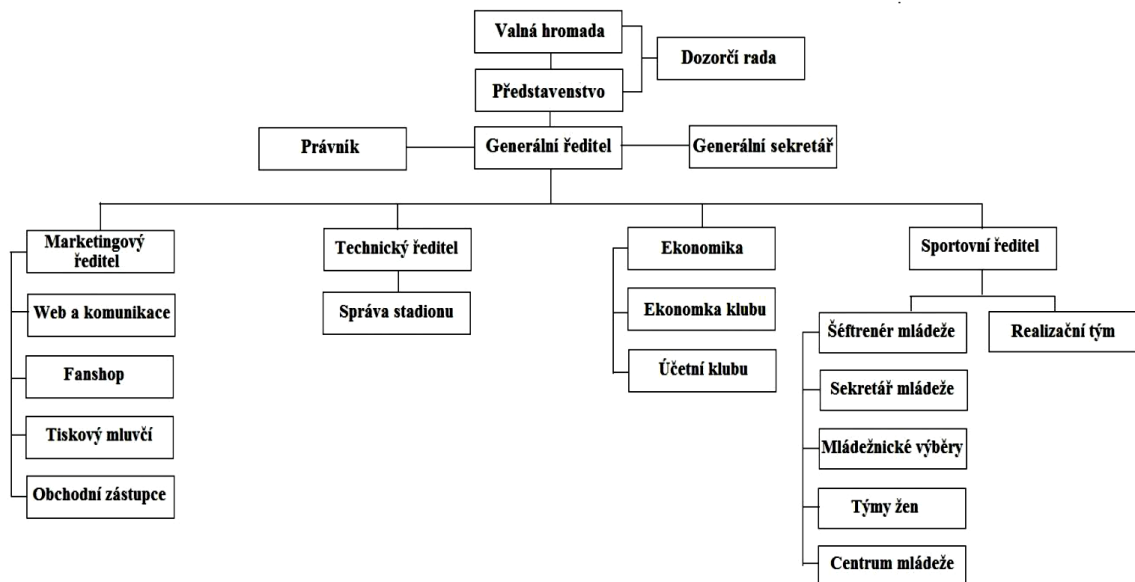 Valná hromada
Dozorčí rada
Představenstvo
Právník
Generální ředitel
Generální sekretář
Marketingový
ředitel
Technický ředitel
Ekonomika
Sportovní ředitel
Web a komunikace
Správa stadionu
Ekonomka klubu
Šéftrenér mládeže
Realizační tým
Fanshop
Účetní klubu
Sekretář mládeže
Tiskový mluvčí
Mládežnické výběry
Obchodní zástupce
Týmy žen
Centrum mládeže